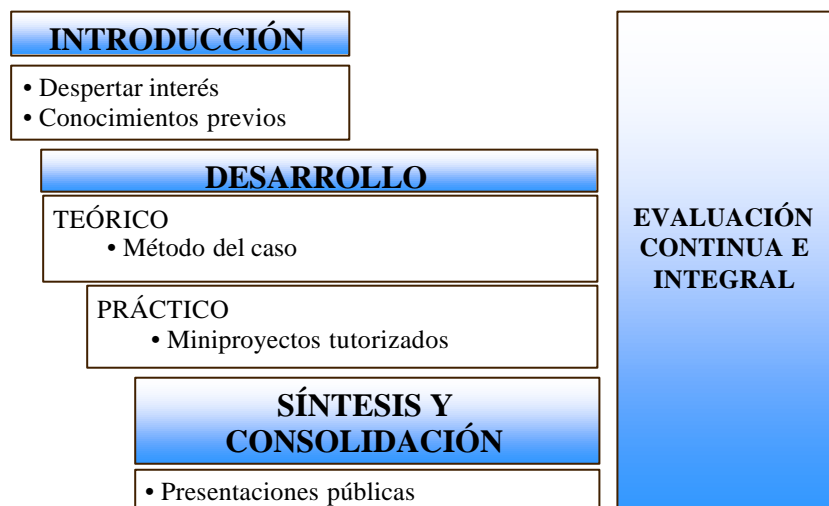 INTRODUCCIÓN
• Despertar interés
• Conocimientos previos
DESARROLLO
TEÓRICO
• Método del caso
PRÁCTICO
• Miniproyectos tutorizados
SÍNTESIS Y
CONSOLIDACIÓN
• Presentaciones públicas
EVALUACIÓN
CONTINUA E
INTEGRAL